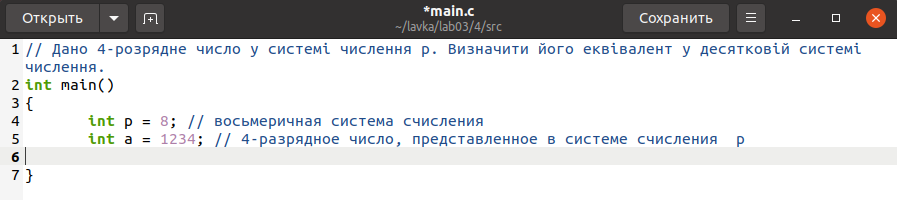 Открыть
*main.c
~/lavka/lab03/4/src
Сохранить
1 // Дано 4-розрядне число у системі числення p. Визначити його еквівалент у десятковій системі
числення.
2 int main()
3 {
4 int p = 8; // восьмеричная система счисления
5 int a = 1234; // 4-разрядное число, представленное в системе счисления p
6
7 }